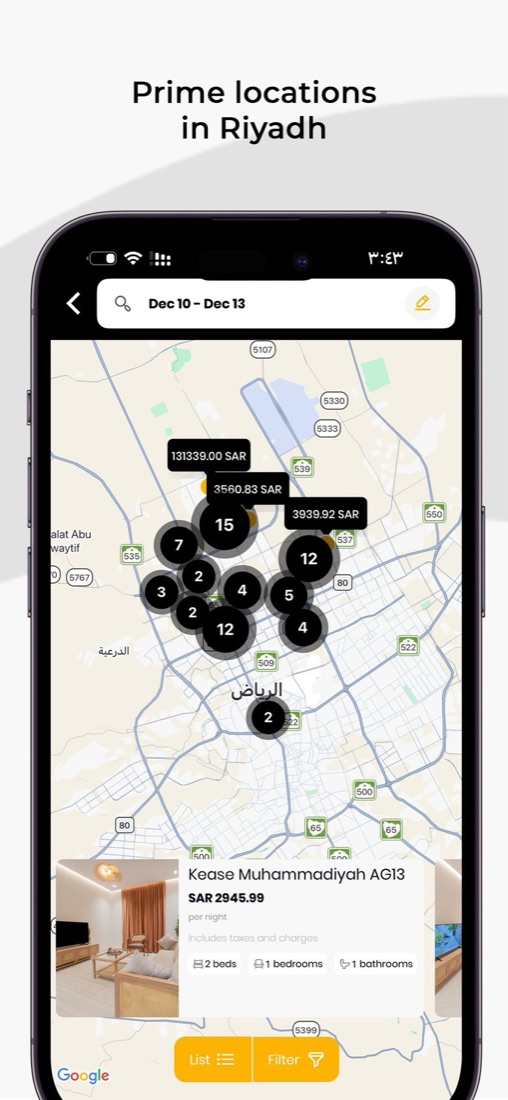 Prime locations
in Riyadh
٣:٤٣
Dec 10 - Dec 13
5107
5330
5333
539
131339.00 SAR
3560.83 SAR
3939.92 SAR
550
15
537
alat Abu
waytif
535
7
12
5767
80
2
3
4
5
2
12
4
522
الدرعية
509
الرياض
2
500
80
65
65
500
Kease Muhammadiyah AG13
SAR 2945.99
per night
Includes taxes and charges
2 beds
1 bedrooms
1 bathrooms
5399
List
Filter
Google